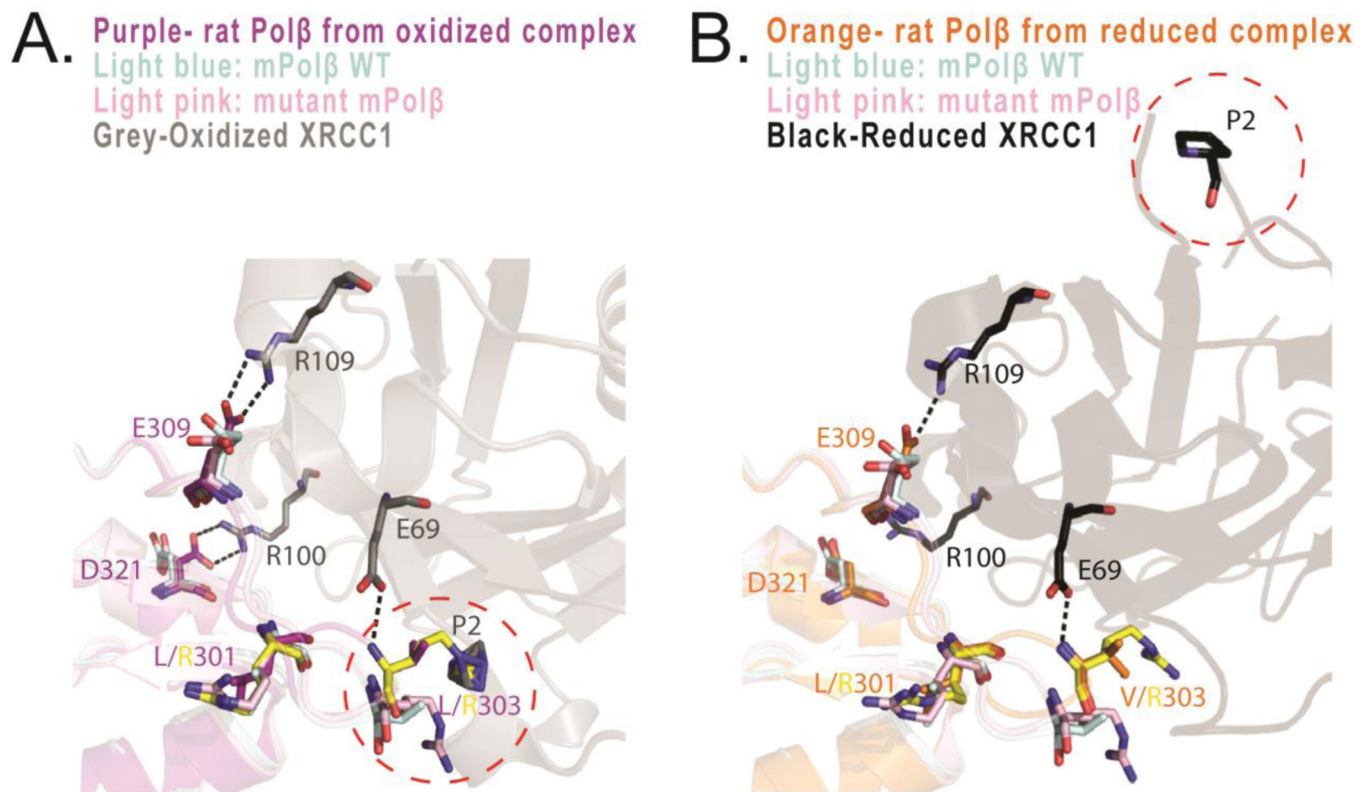 A.
Purple- rat Polβ from oxidized complex
Light blue: mPolβ WT
Light pink: mutant mPolβ
Grey-Oxidized XRCC1
R109
E309
R100
E69
D321
P2
L/R301
L/R303
B.
Orange- rat Polβ from reduced complex
Light blue: mPolβ WT
Light pink: mutant mPolβ
Black-Reduced XRCC1
P2
R109
E309
R100
E69
D321
L/R301
V/R303